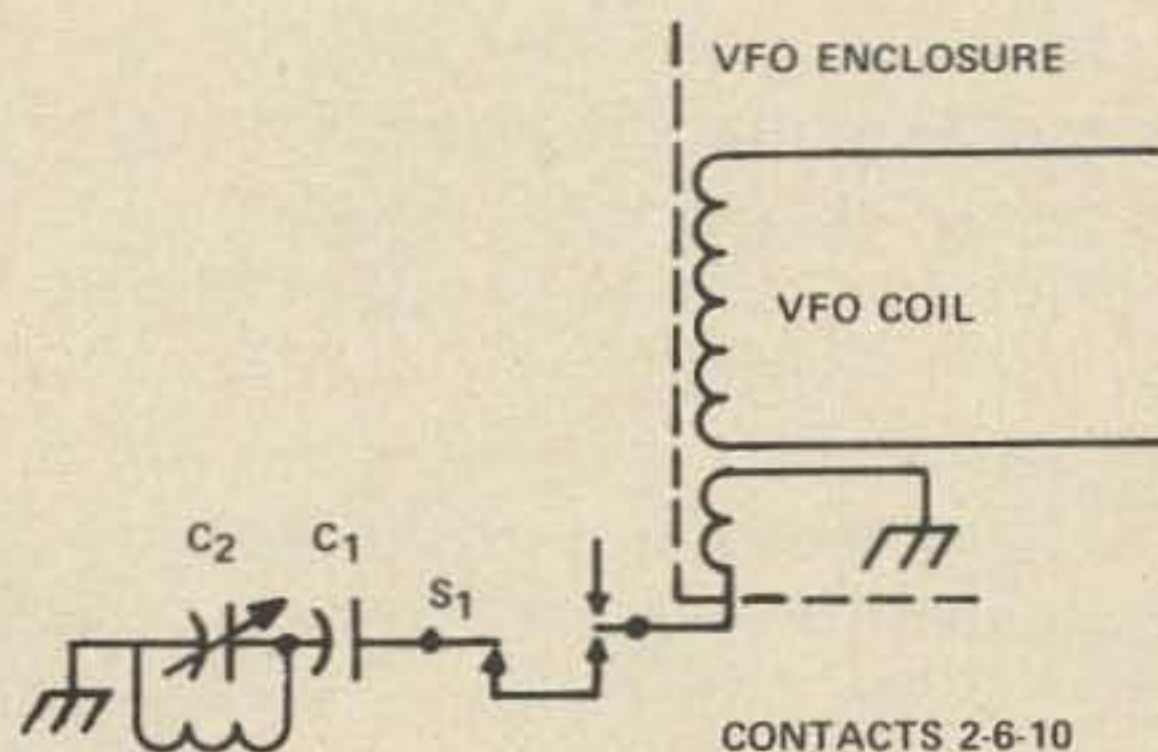 VFO ENCLOSURE
VFO COIL
C2 C1
S1
CONTACTS 2-6-10